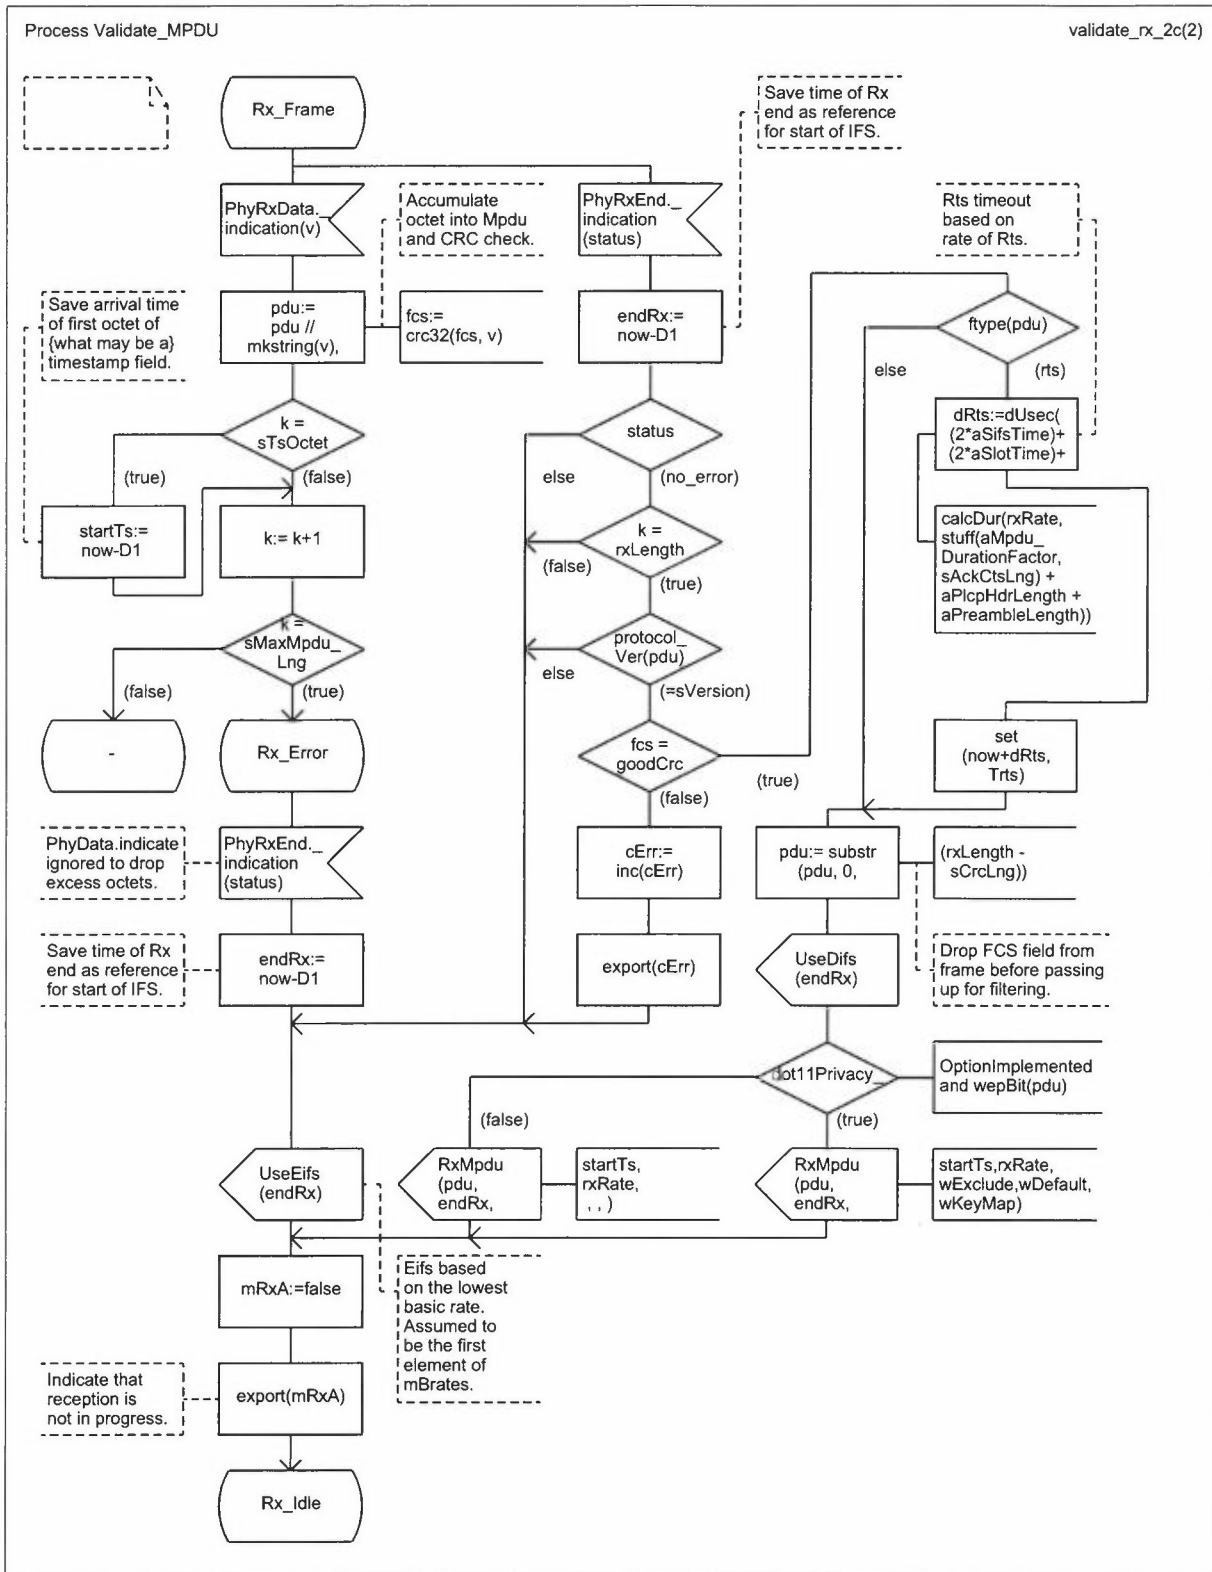 Process Validate_MPDU
validate_rx_2c(2)
Rx_Frame
Save time of Rx
end as reference
for start of IFS.
PhyRxData._
indication(v)
Accumulate
octet into Mpdu
and CRC check.
PhyRxEnd._
indication
(status)
Rts timeout
based on
rate of Rts.
Save arrival time
of first octet of
{what may be a}
timestamp field.
pdu:=
pdu //
mkstring(v),
fcs:=
crc32(fcs, v)
endRx:=
now-D1
ftype(pdu)
else
(rts)
k =
sTsOctet
(true)
(false)
status
else
(no_error)
dRts:=dUsec(
(2*aSifsTime)+
(2*aSlotTime)+
startTs:=
now-D1
k:= k+1
k =
rxLength
(false)
(true)
calcDur(rxRate,
stuff(aMpdu_
DurationFactor,
sAckCtsLng) +
aPlcpHdrLength +
aPreambleLength))
k =
sMaxMpdu_
Lng
(false)
(true)
protocol_
Ver(pdu)
else
(=sVersion)
-
Rx_Error
fcs =
goodCrc
(true)
(false)
set
(now+dRts,
Trts)
PhyData.indicate
ignored to drop
excess octets.
PhyRxEnd._
indication
(status)
cErr:=
inc(cErr)
pdu:= substr
(pdu, 0,
(rxLength -
sCrcLng))
Save time of Rx
end as reference
for start of IFS.
endRx:=
now-D1
export(cErr)
UseDifs
(endRx)
Drop FCS field from
frame before passing
up for filtering.
dot11Privacy_
OptionImplemented
and wepBit(pdu)
(false)
(true)
UseEifs
(endRx)
RxMpdu
(pdu,
endRx,
startTs,
rxRate,
, , )
RxMpdu
(pdu,
endRx,
startTs,rxRate,
wExclude,wDefault,
wKeyMap)
mRxA:=false
Eifs based
on the lowest
basic rate.
Assumed to
be the first
element of
mBrates.
Indicate that
reception is
not in progress.
export(mRxA)
Rx_Idle